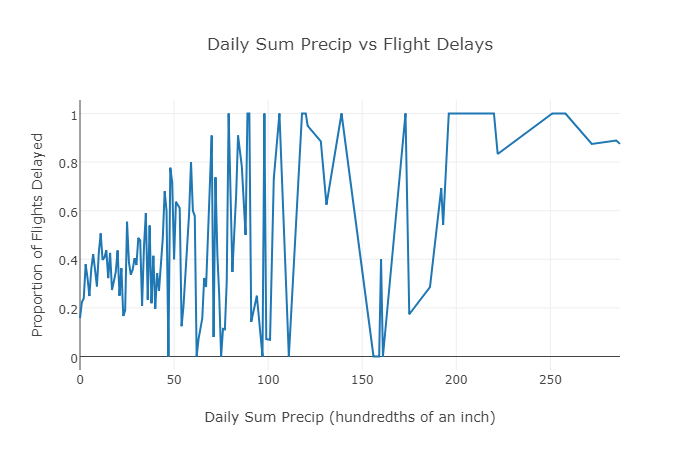 Daily Sum Precip vs Flight Delays
Proportion of Flights Delayed
1
0.8
0.6
0.4
0.2
0
0 50 100 150 200 250
Daily Sum Precip (hundredths of an inch)